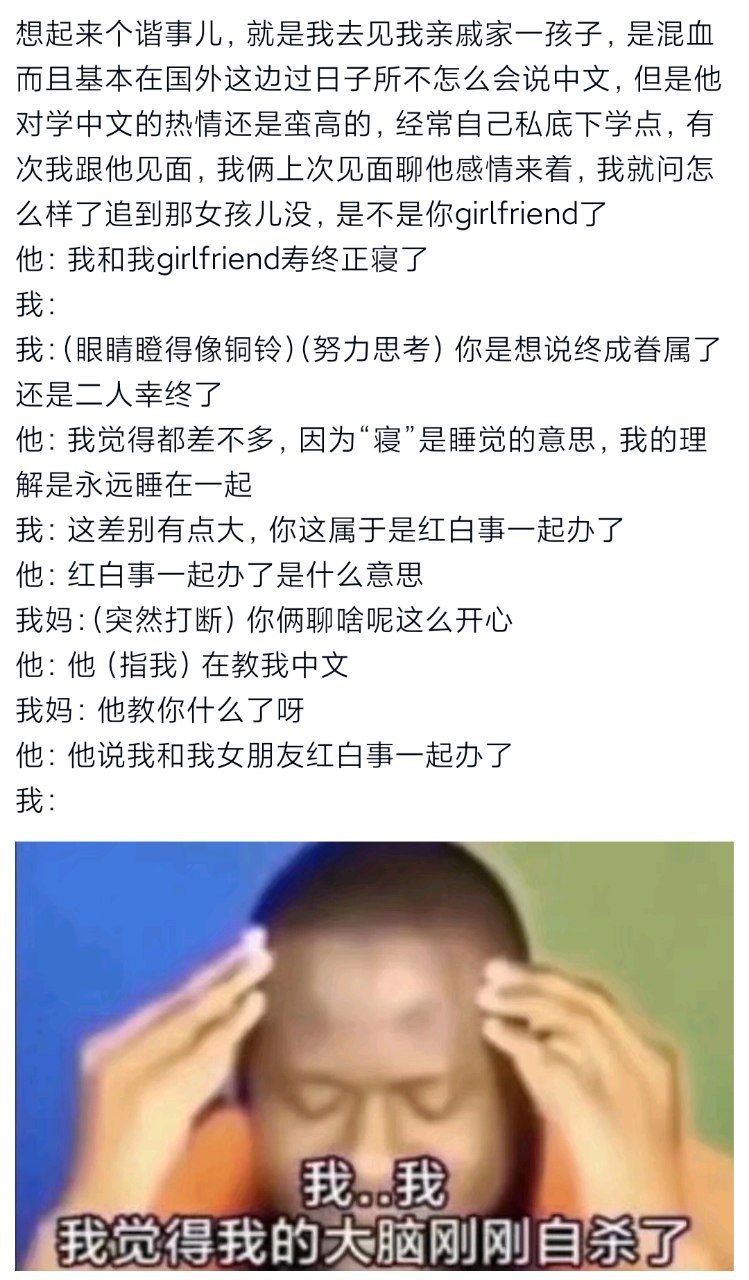 想起来个谐事儿，就是我去见我亲戚家一孩子，是混血
而且基本在国外这边过日子所不怎么会说中文，但是他
对学中文的热情还是蛮高的，经常自己私底下学点，有
次我跟他见面，我俩上次见面聊他感情来着，我就问怎
么样了追到那女孩儿没，是不是你girlfriend了
他：我和我girlfriend寿终正寝了
我：
我：（眼睛瞪得像铜铃）（努力思考）你是想说终成眷属了
还是二人幸终了
他：我觉得都差不多，因为“寝”是睡觉的意思，我的理
解是永远睡在一起
我：这差别有点大，你这属于是红白事一起办了
他：红白事一起办了是什么意思
我妈：（突然打断）你俩聊啥呢这么开心
他：他（指我）在教我中文
我妈：他教你什么了呀
他：他说我和我女朋友红白事一起办了
我：
我..我
我觉得我的大脑刚刚自杀了